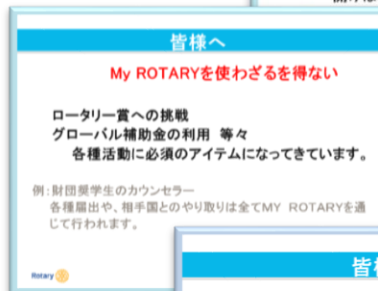 皆様へ
My ROTARYを使わざるを得ない
ロータリー賞への挑戦
グローバル補助金の利用 等々
各種活動に必須のアイテムになってきています。
例:財団奨学生のカウンセラー
各種届出や、相手国とのやり取りは全てMY ROTARYを通
じて行われます。
Rotary
皆